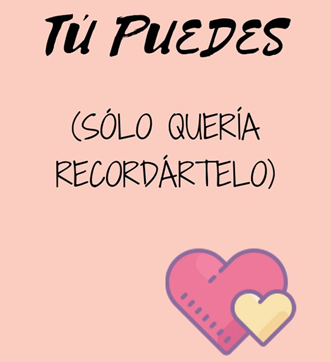 TÚ PUEDES
(SÓLO QUERÍA
RECORDÁRTELO)